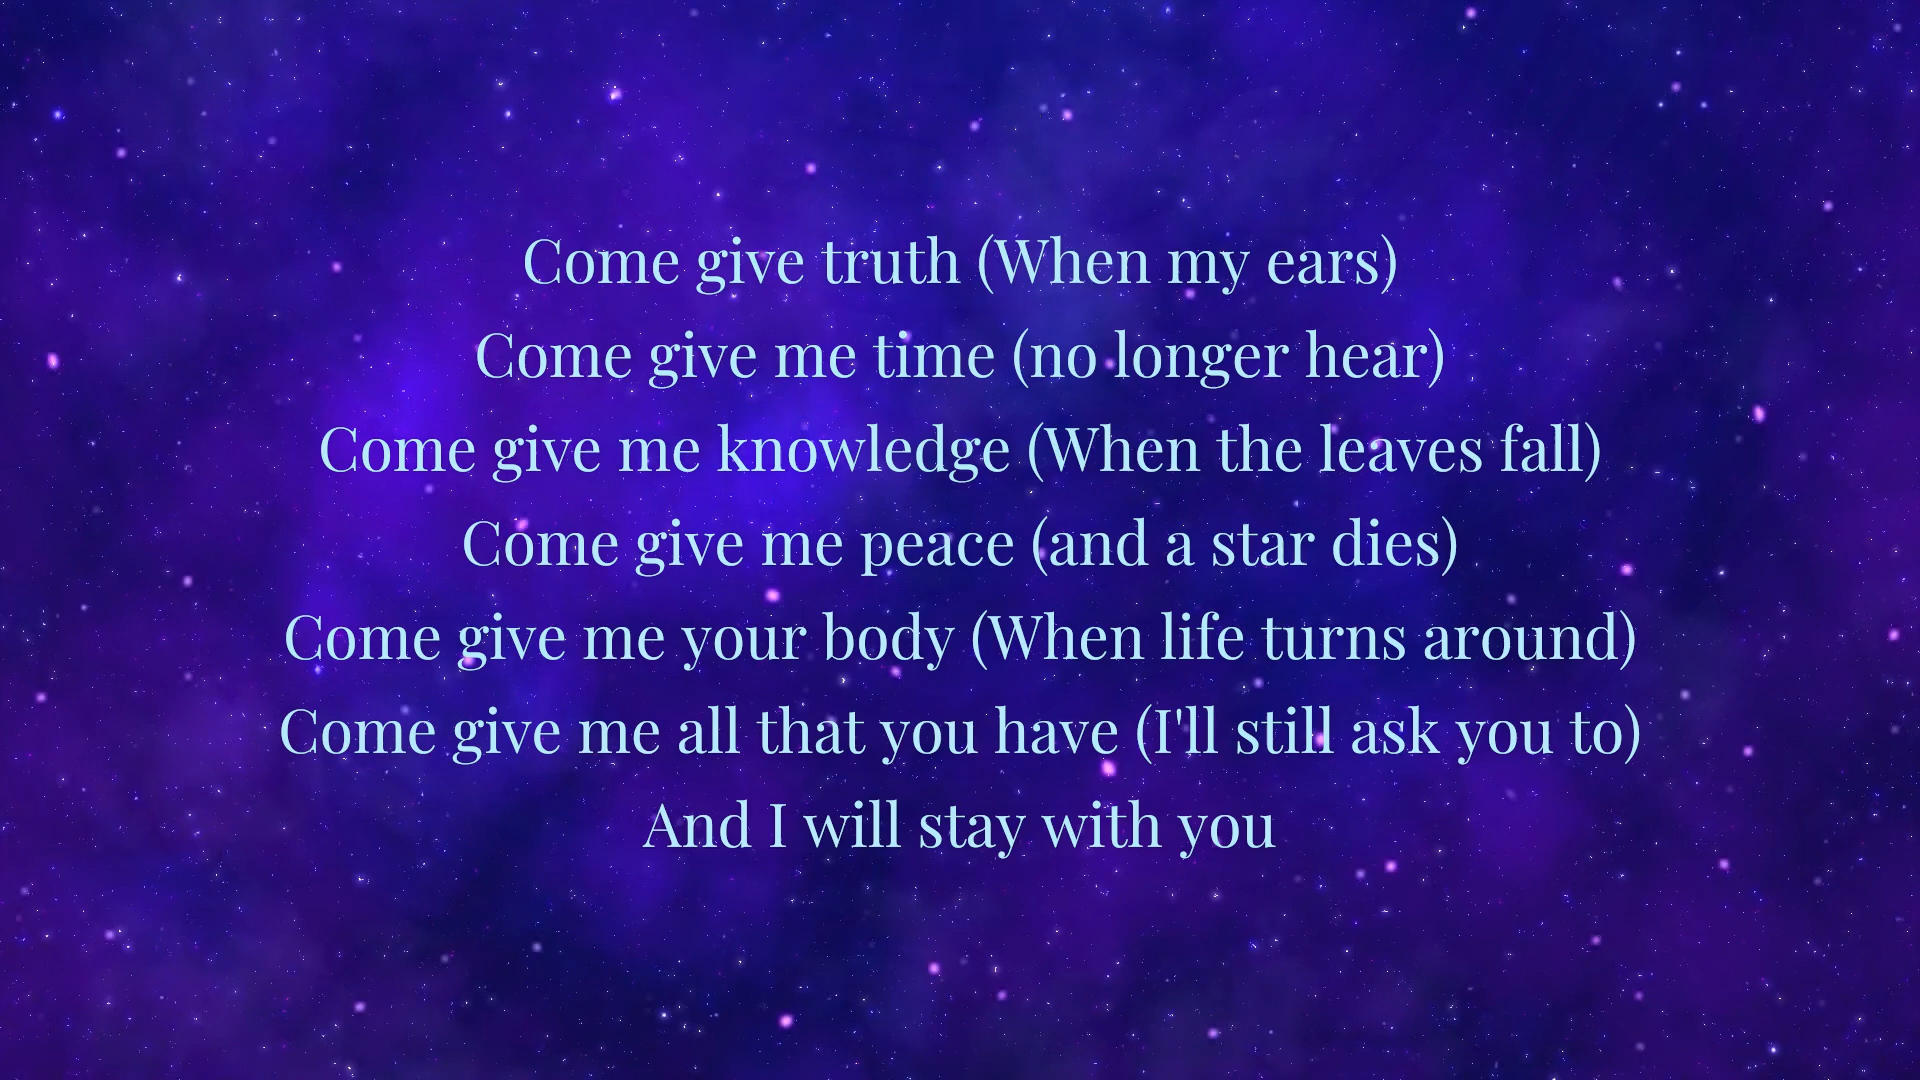 Come give truth (When my ears)
Come give me time (no longer hear)
Come give me knowledge (When the leaves fall)
Come give me peace (and a star dies)
Come give me your body (When life turns around)
Come give me all that you have (I'll still ask you to)
And I will stay with you